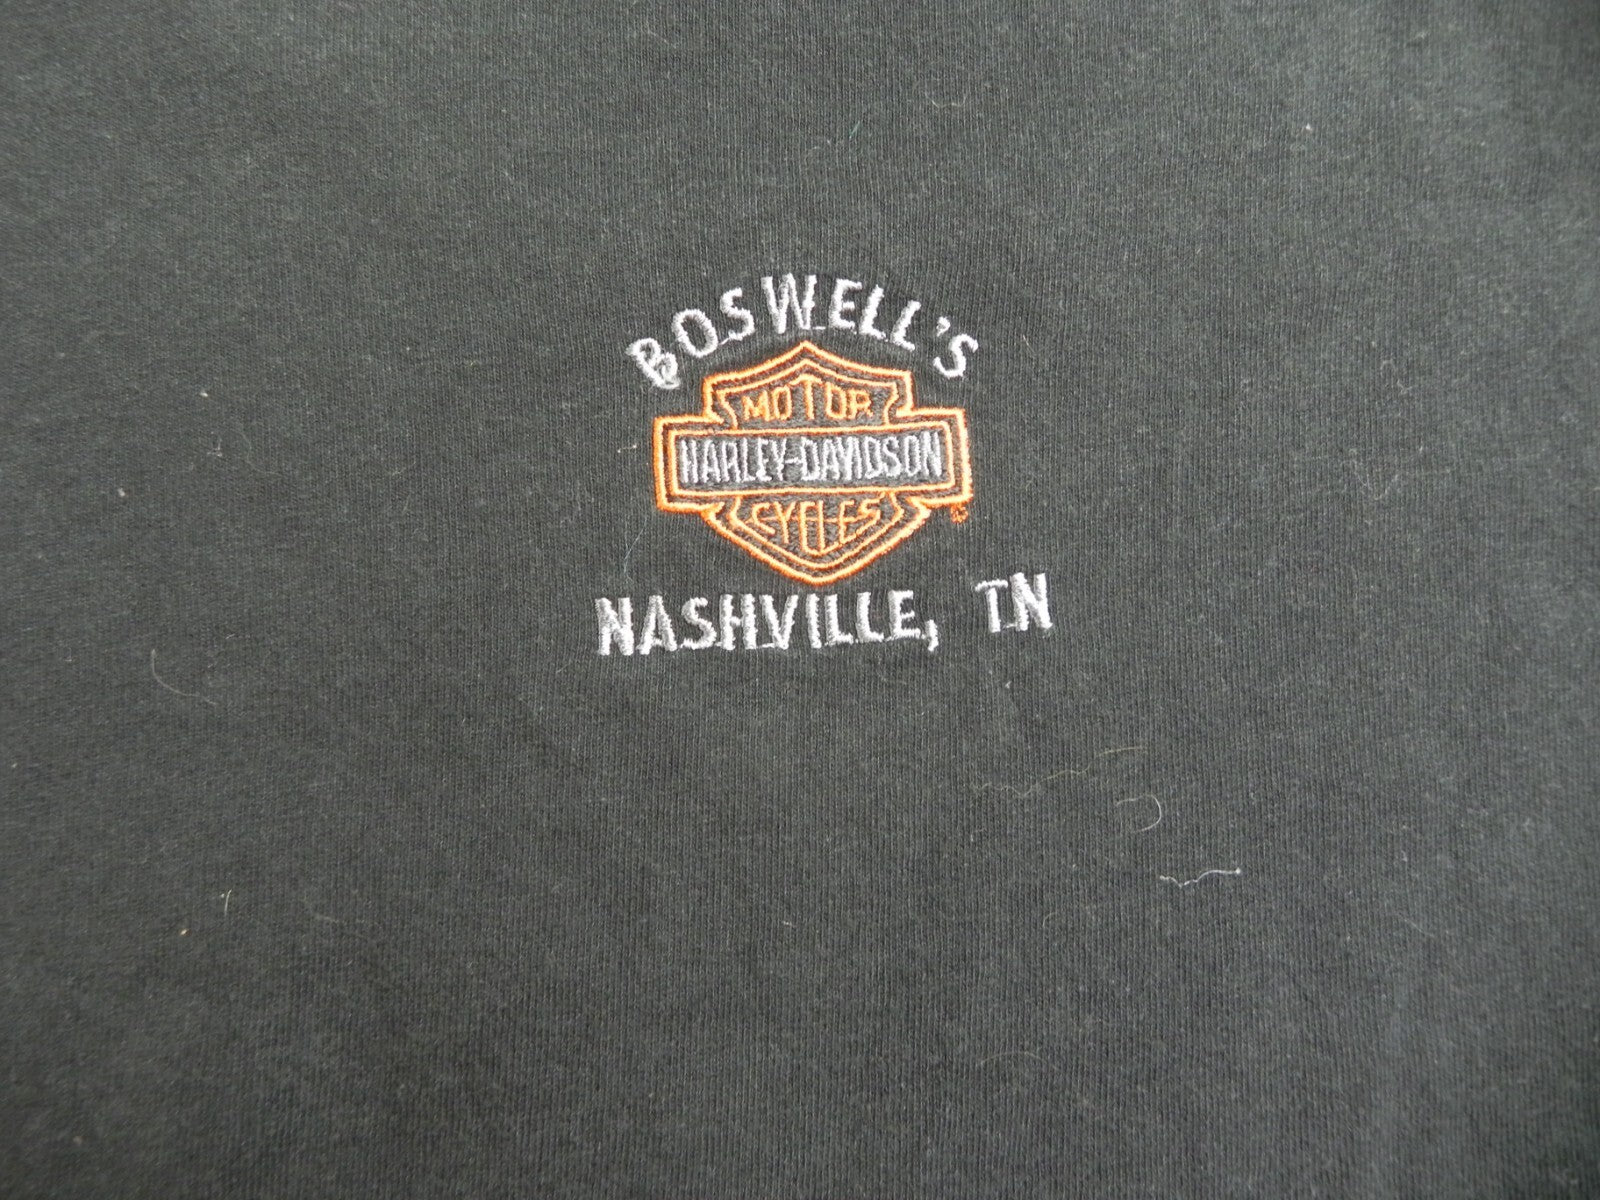 BOSWELL'S
MOTOR
HARLEY-DAVIDSON
CYCLES
®
NASHVILLE, TN